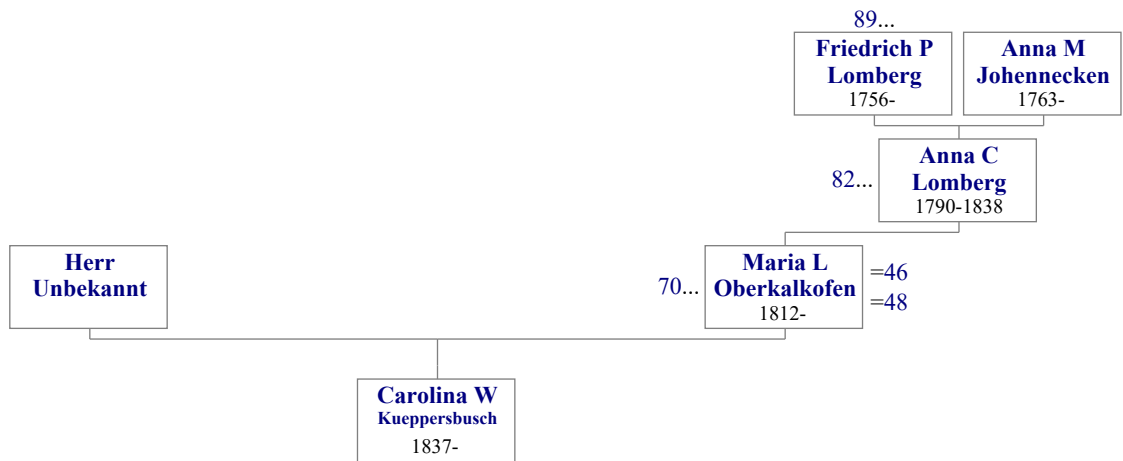 89...
Friedrich P
Lomberg
1756-
Anna M
Johennecken
1763-
82...
Anna C
Lomberg
1790-1838
Herr
Unbekannt
70...
Maria L
Oberkalkofen
1812-
=46
=48
Carolina W
Kueppersbusch
1837-